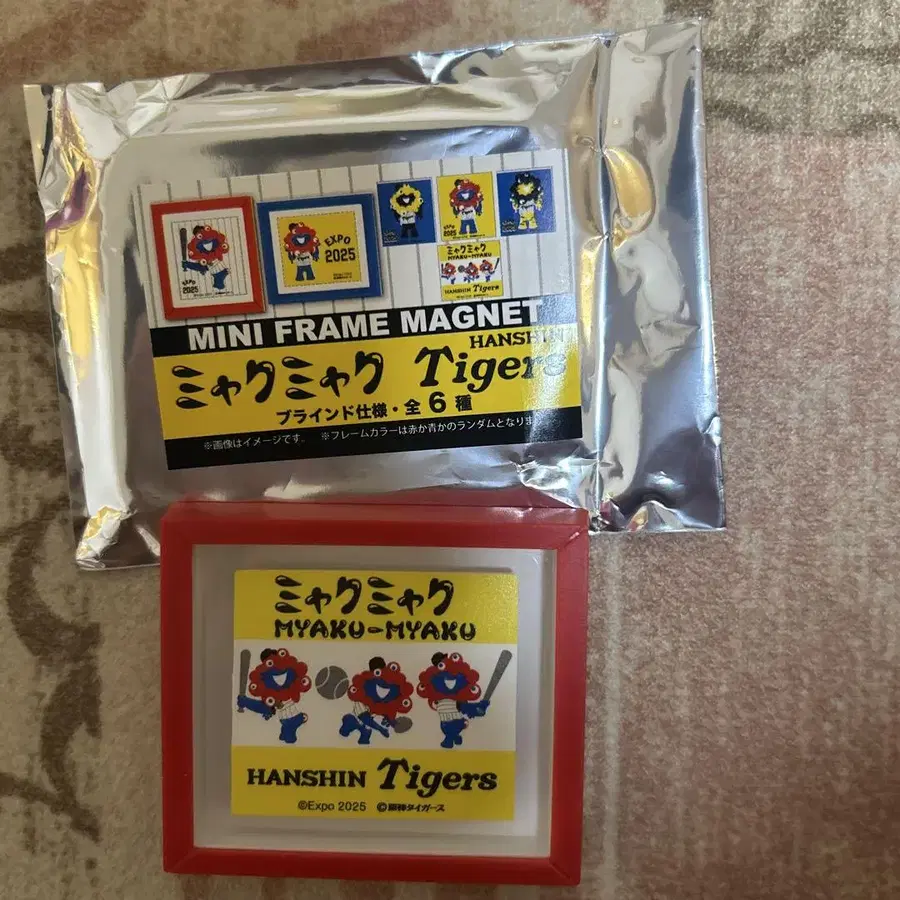 EXPO
2025
EXPO
2025
EXPO
2025
ミャクミャク
MYAKU-MYAKU
HANSHIN Tigers
MINI FRAME MAGNET
HANSHIN
ミャクミャク Tigers
ブラインド仕様・全6種
※画像はイメージです。 ※フレームカラーは赤か青かのランダムとなりま
ミャクミャク
MYAKU-MYAKU
HANSHIN Tigers
©Expo 2025 ©阪神タイガース